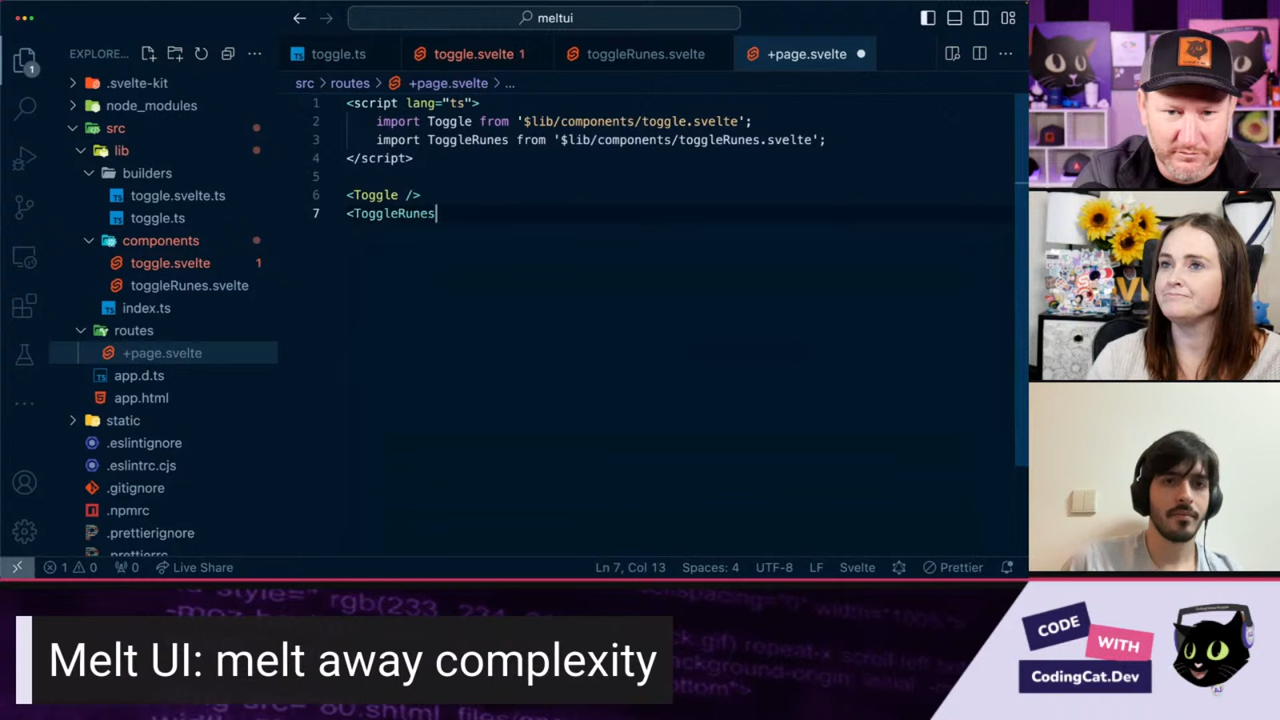 meltui
EXPLORE...
toggle.ts
toggle.svelte 1
toggleRunes.svelte
+page.svelte
src > routes > +page.svelte > ...
1
.svelte-kit
node_modules
src
lib
builders
toggle.svelte.ts
toggle.ts
components
toggle.svelte 1
toggleRunes.svelte
index.ts
routes
+page.svelte
app.d.ts
app.html
static
.eslintignore
.eslintrc.cjs
.gitignore
.npmrc
.prettierignore
.prettierrc
1 <script lang="ts">
2 import Toggle from '$lib/components/toggle.svelte';
3 import ToggleRunes from '$lib/components/toggleRunes.svelte';
4 </script>
5
6 <Toggle />
7 <ToggleRunes
1 0 0 Live Share
Ln 7, Col 13 Spaces: 4 UTF-8 LF Svelte Prettier
Melt UI: melt away complexity
CODE
WITH
CodingCat.Dev